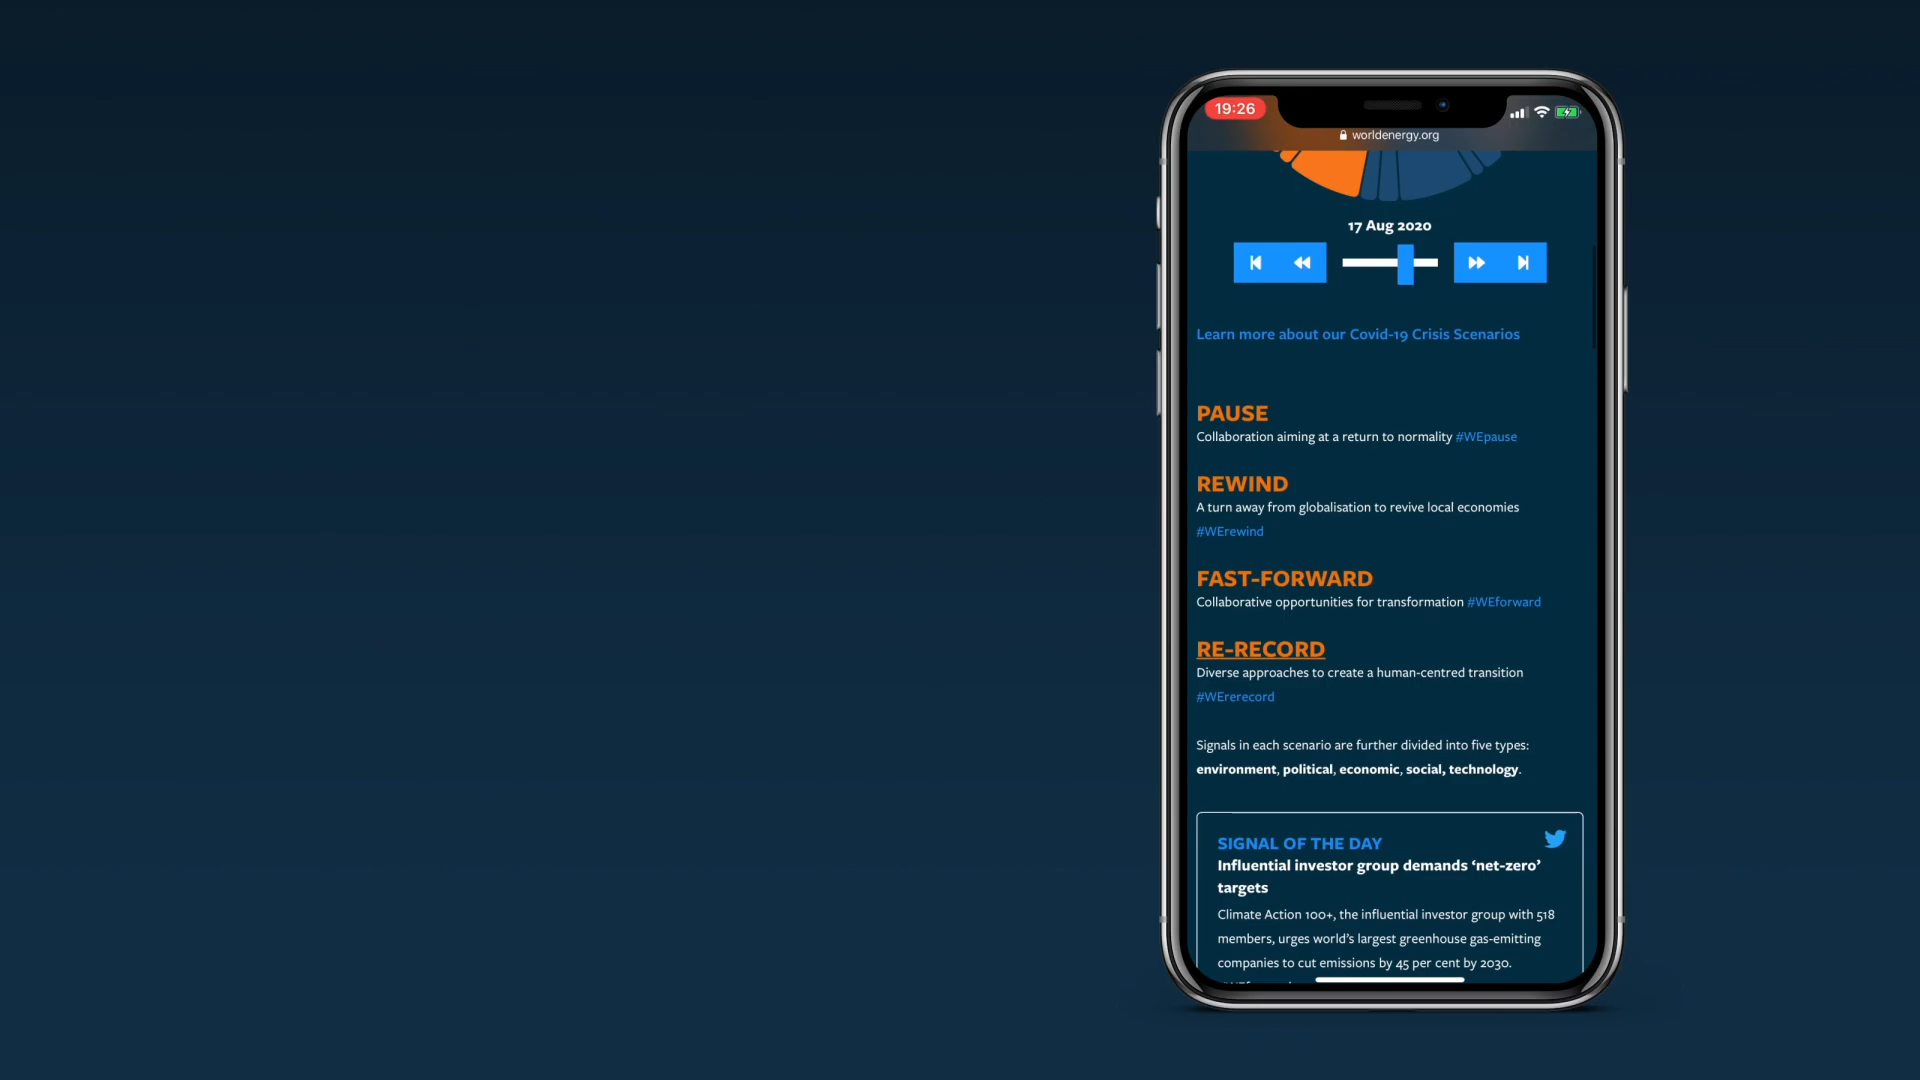 19:26
worldenergy.org
17 Aug 2020
Learn more about our Covid-19 Crisis Scenarios
PAUSE
Collaboration aiming at a return to normality #WEpause
REWIND
A turn away from globalisation to revive local economies
#WErewind
FAST-FORWARD
Collaborative opportunities for transformation #WEforward
RE-RECORD
Diverse approaches to create a human-centred transition
#WErerecord
Signals in each scenario are further divided into five types:
environment, political, economic, social, technology.
SIGNAL OF THE DAY
Influential investor group demands ‘net-zero’
targets
Climate Action 100+, the influential investor group with 518
members, urges world’s largest greenhouse gas-emitting
companies to cut emissions by 45 per cent by 2030.